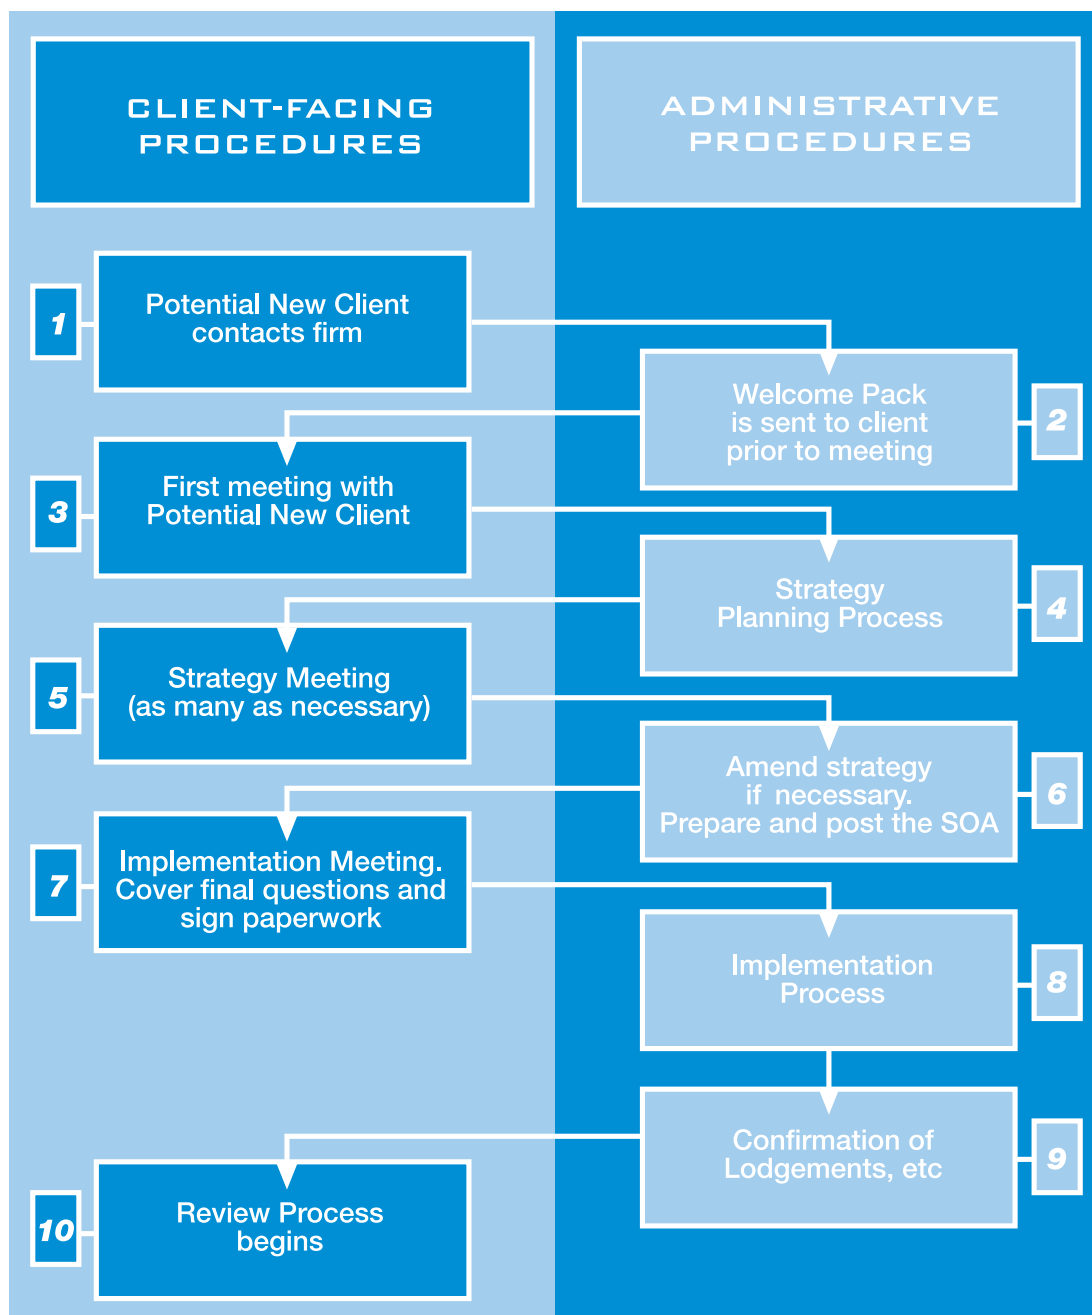 CLIENT-FACING
PROCEDURES
ADMINISTRATIVE
PROCEDURES
1
Potential New Client
contacts firm
Welcome Pack
is sent to client
prior to meeting
2
3
First meeting with
Potential New Client
Strategy
Planning Process
4
5
Strategy Meeting
(as many as necessary)
Amend strategy
if necessary.
Prepare and post the SOA
6
7
Implementation Meeting.
Cover final questions and
sign paperwork
Implementation
Process
8
Confirmation of
Lodgements, etc
9
10
Review Process
begins